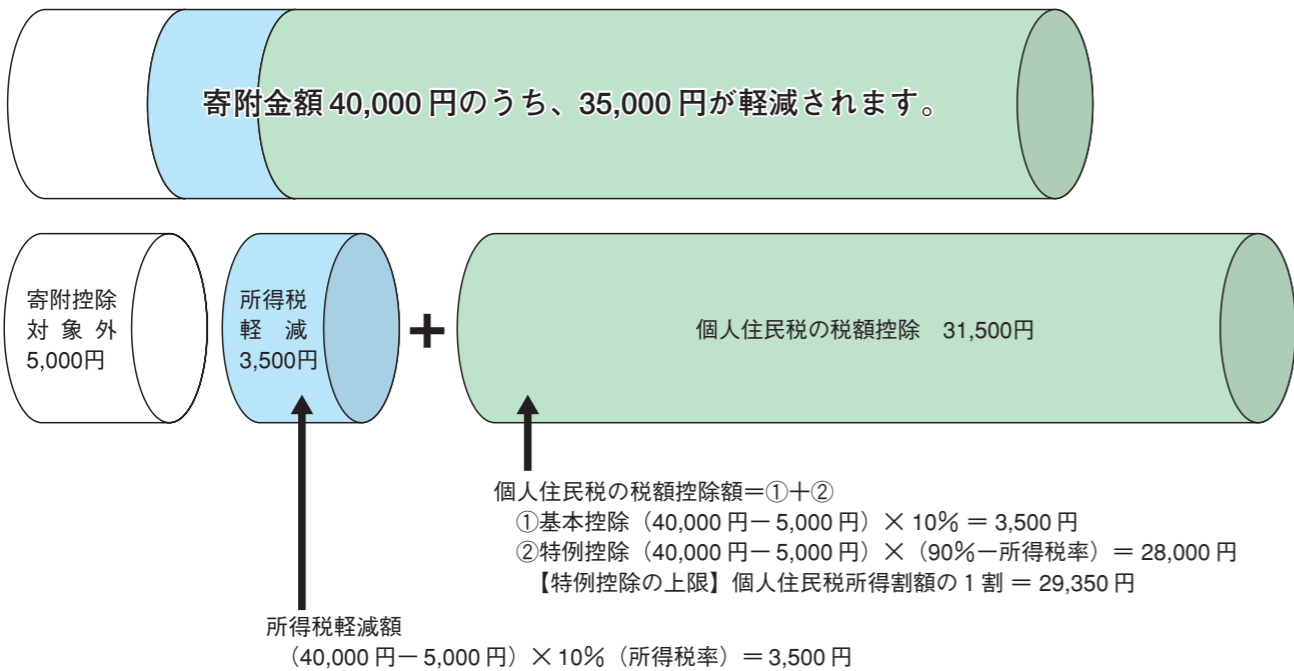 寄附金額 40,000 円のうち、35,000 円が軽減されます。
寄附控除
対象外
5,000円
所得税
軽減
3,500円
+
個人住民税の税額控除　31,500円
個人住民税の税額控除額＝①＋②
①基本控除（40,000 円－ 5,000 円）× 10％ ＝ 3,500 円
②特例控除（40,000 円－ 5,000 円）×（90％－所得税率）＝ 28,000 円
【特例控除の上限】個人住民税所得割額の 1 割 ＝ 29,350 円
所得税軽減額
（40,000 円－ 5,000 円）× 10％（所得税率）＝ 3,500 円